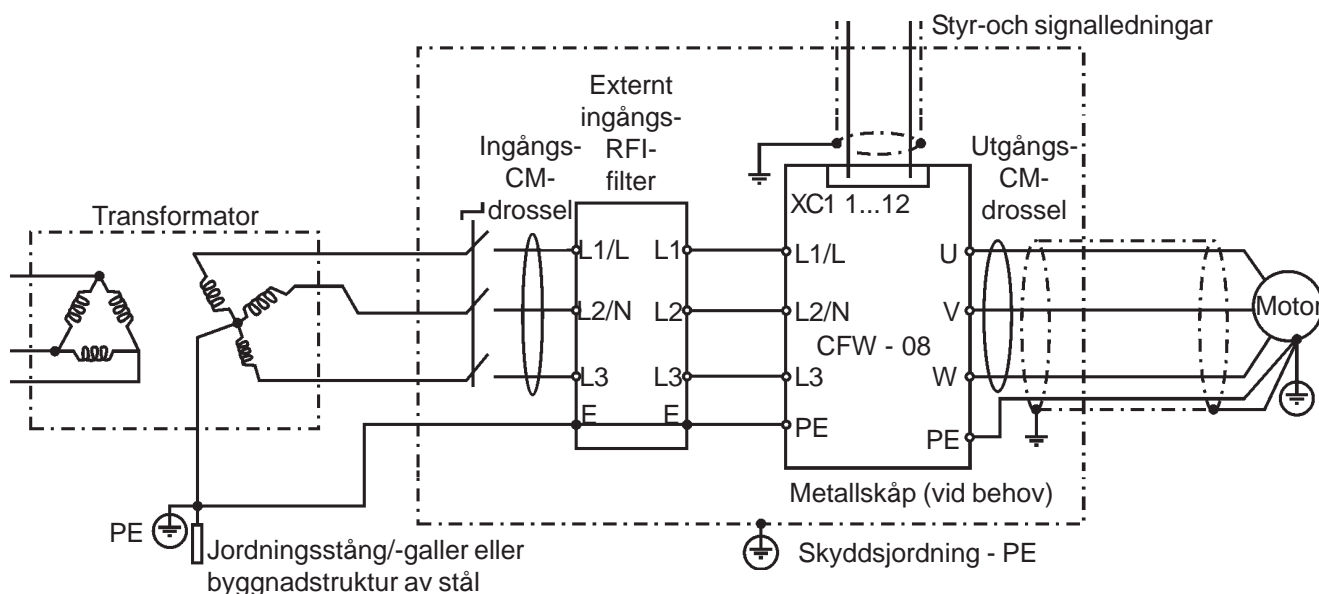 Styr-och signalledningar
Externt
ingångs-
RFI-
filter
Ingångs-
CM-
drossel
Utgångs-
CM-
drossel
Transformator
XC1 1...12
L1/L
L1
L1/L
U
L2/N
L2
L2/N
V
Motor
CFW - 08
L3
L3
L3
W
E
E
PE
PE
Metallskåp (vid behov)
PE
Skyddsjordning - PE
Jordningsstång/-galler eller
byggnadstruktur av stål